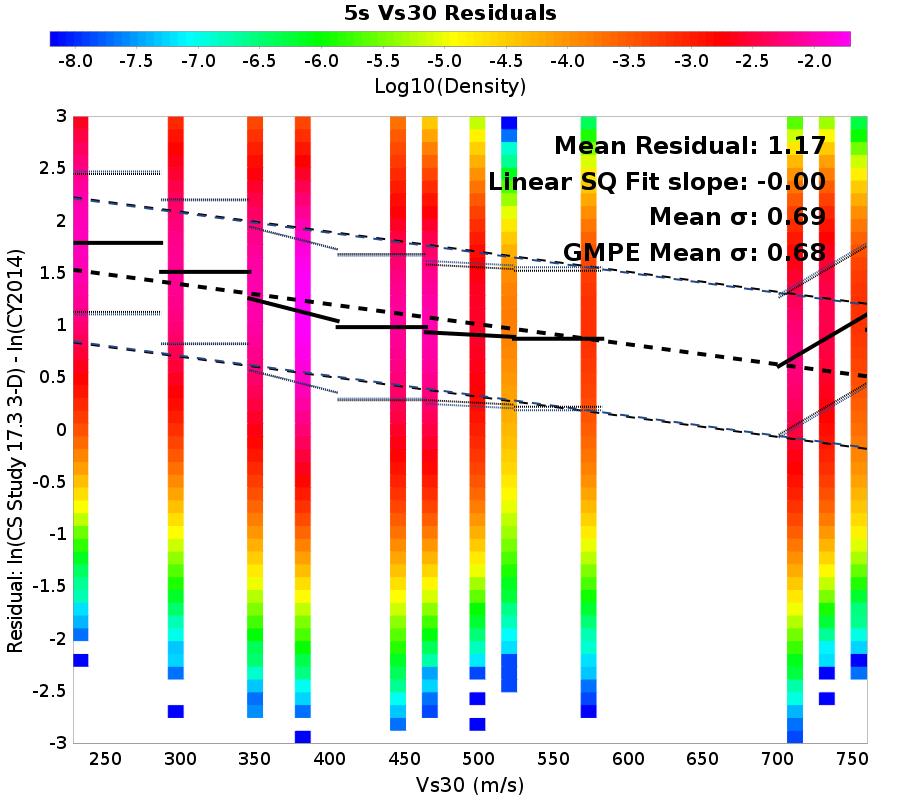 5s Vs30 Residuals
-8.0 -7.5 -7.0 -6.5 -6.0 -5.5 -5.0 -4.5 -4.0 -3.5 -3.0 -2.5 -2.0
Log10(Density)
Mean Residual: 1.17
Linear SQ Fit slope: -0.00
Mean σ: 0.69
GMPE Mean σ: 0.68
3
2.5
2
1.5
1
0.5
0
-0.5
-1
-1.5
-2
-2.5
-3
Residual: ln(CS Study 17.3 3-D) - ln(CY2014)
250 300 350 400 450 500 550 600 650 700 750
Vs30 (m/s)